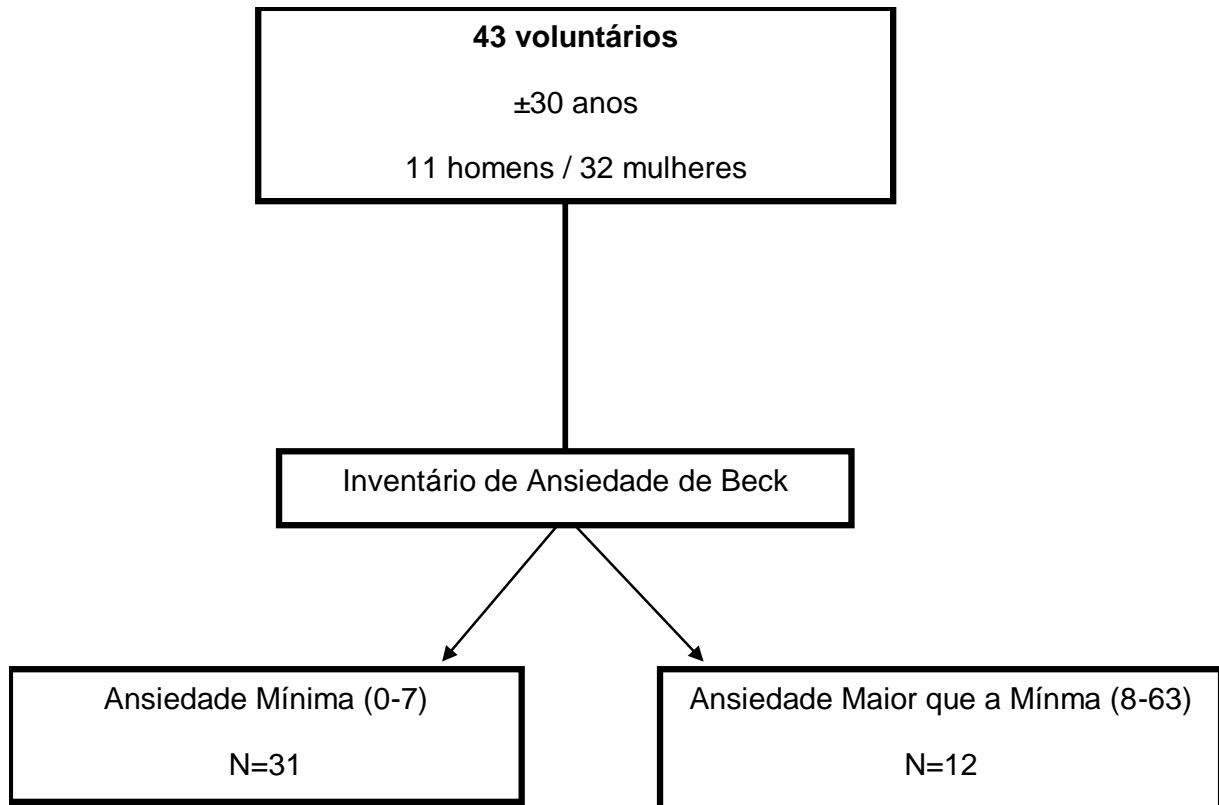 43 voluntários
±30 anos
11 homens / 32 mulheres
Inventário de Ansiedade de Beck
Ansiedade Mínima (0-7)
N=31
Ansiedade Maior que a Mínma (8-63)
N=12